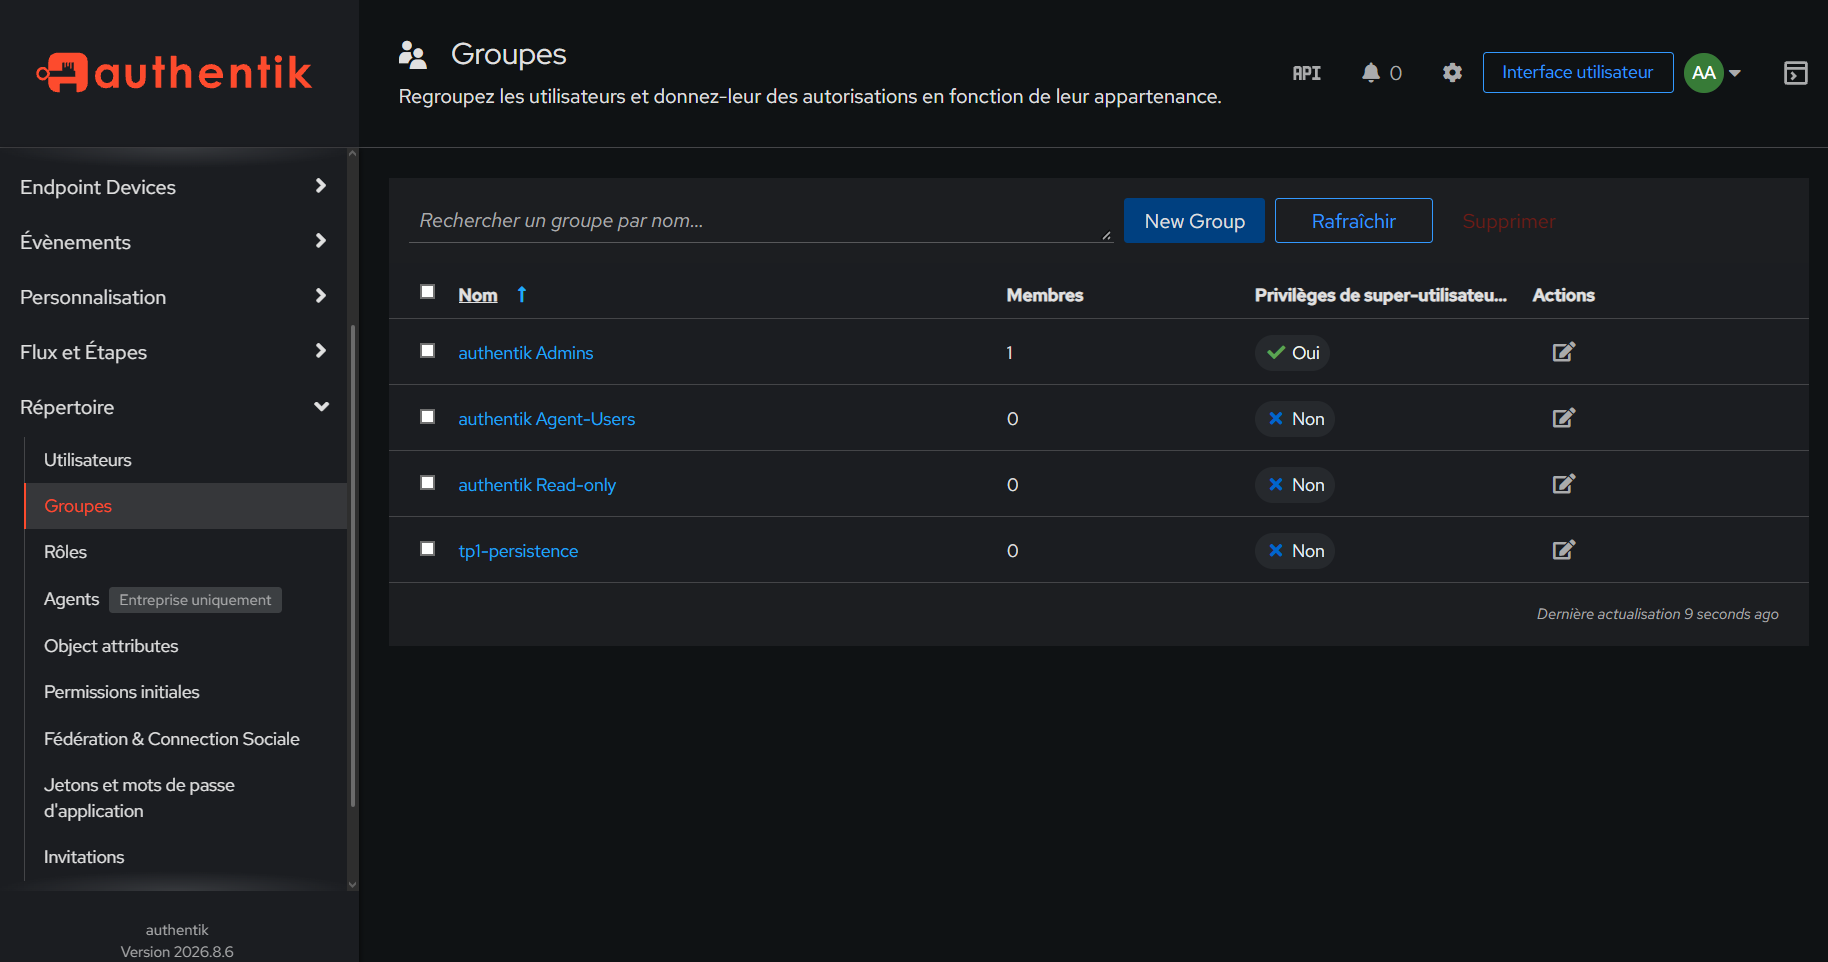 authentik
Groupes
Regroupez les utilisateurs et donnez-leur des autorisations en fonction de leur appartenance.
API
0
Interface utilisateur
AA
Endpoint Devices
Évènements
Personnalisation
Flux et Étapes
Répertoire
Utilisateurs
Groupes
Rôles
Agents Entreprise uniquement
Object attributes
Permissions initiales
Fédération & Connection Sociale
Jetons et mots de passe
d'application
Invitations
authentik
Version 2026.8.6
Rechercher un groupe par nom...
New Group
Rafraîchir
Supprimer
Nom Membres Privilèges de super-utilisateu... Actions
authentik Admins 1 Oui
authentik Agent-Users 0 Non
authentik Read-only 0 Non
tp1-persistence 0 Non
Dernière actualisation 9 seconds ago